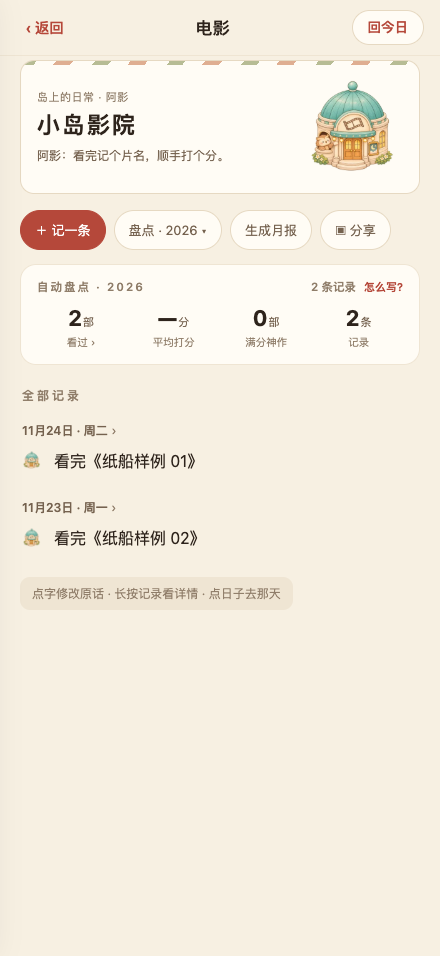 ‹ 返回
电影
回今日
岛上的日常 · 阿影
小岛影院
阿影：看完记个片名，顺手打个分。
＋ 记一条
盘点 · 2026 ▾
生成月报
▣ 分享
自动盘点 · 2026
2 条记录 怎么写?
2部
—分
0部
2条
看过 ›
平均打分
满分神作
记录
全部记录
11月24日 · 周二 ›
看完《纸船样例 01》
11月23日 · 周一 ›
看完《纸船样例 02》
点字修改原话 · 长按记录看详情 · 点日子去那天